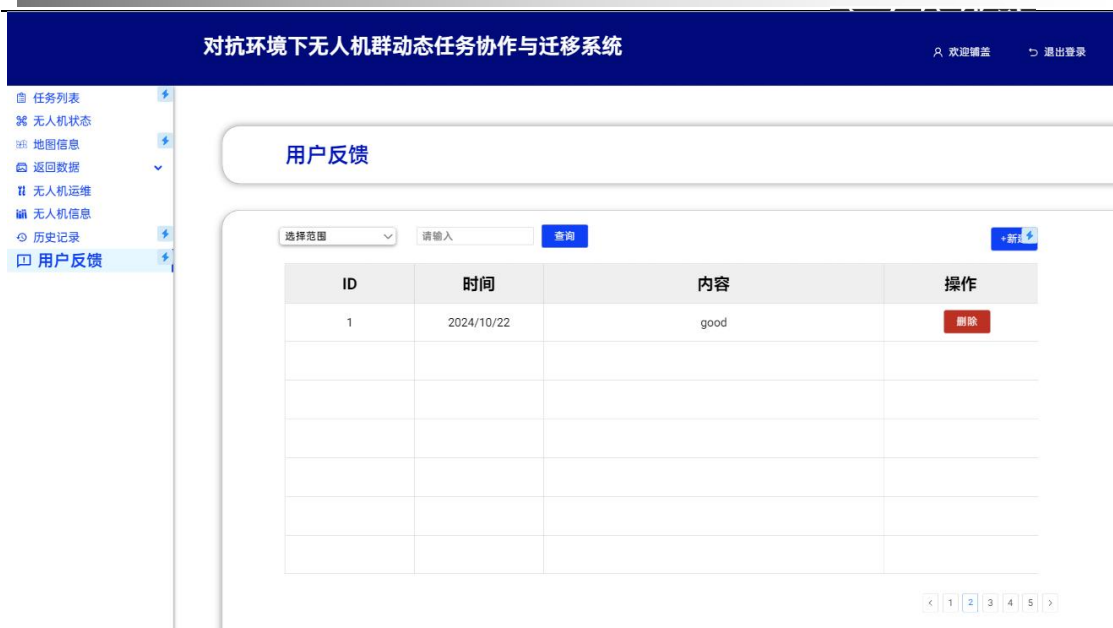 对抗环境下无人机群动态任务协作与迁移系统
欢迎辅盖 退出登录
任务列表
无人机状态
地图信息
返回数据
无人机运维
无人机信息
历史记录
用户反馈
用户反馈
选择范围 请输入 查询 +新
ID 时间 内容 操作
1 2024/10/22 good 删除
< 1 2 3 4 5 >